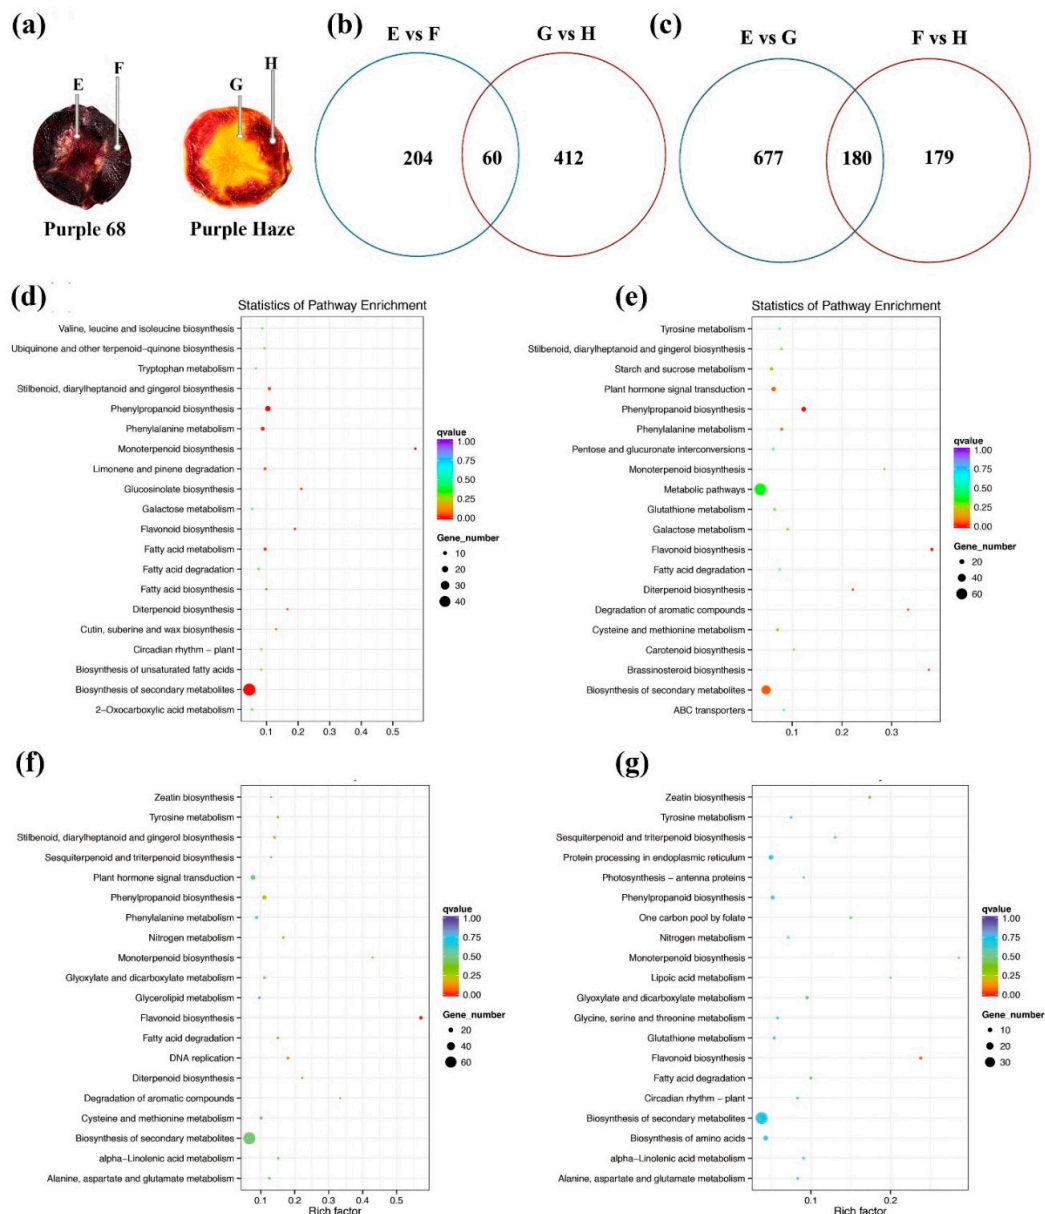 (a)
E
F
G
H
Purple 68
Purple Haze
(b)
E vs F
G vs H
204
60
412
(c)
E vs G
F vs H
677
180
179
(d)
Statistics of Pathway Enrichment
Valine, leucine and isoleucine biosynthesis
Ubiquinone and other terpenoid−quinone biosynthesis
Tryptophan metabolism
Stilbenoid, diarylheptanoid and gingerol biosynthesis
Phenylpropanoid biosynthesis
Phenylalanine metabolism
Monoterpenoid biosynthesis
Limonene and pinene degradation
Glucosinolate biosynthesis
Galactose metabolism
Flavonoid biosynthesis
Fatty acid metabolism
Fatty acid degradation
Fatty acid biosynthesis
Diterpenoid biosynthesis
Cutin, suberine and wax biosynthesis
Circadian rhythm − plant
Biosynthesis of unsaturated fatty acids
Biosynthesis of secondary metabolites
2−Oxocarboxylic acid metabolism
0.1 0.2 0.3 0.4 0.5
qvalue
1.00
0.75
0.50
0.25
0.00
Gene_number
10
20
30
40
(e)
Statistics of Pathway Enrichment
Tyrosine metabolism
Stilbenoid, diarylheptanoid and gingerol biosynthesis
Starch and sucrose metabolism
Plant hormone signal transduction
Phenylpropanoid biosynthesis
Phenylalanine metabolism
Pentose and glucuronate interconversions
Monoterpenoid biosynthesis
Metabolic pathways
Glutathione metabolism
Galactose metabolism
Flavonoid biosynthesis
Fatty acid degradation
Diterpenoid biosynthesis
Degradation of aromatic compounds
Cysteine and methionine metabolism
Carotenoid biosynthesis
Brassinosteroid biosynthesis
Biosynthesis of secondary metabolites
ABC transporters
0.1 0.2 0.3
qvalue
1.00
0.75
0.50
0.25
0.00
Gene_number
20
40
60
(f)
Zeatin biosynthesis
Tyrosine metabolism
Stilbenoid, diarylheptanoid and gingerol biosynthesis
Sesquiterpenoid and triterpenoid biosynthesis
Plant hormone signal transduction
Phenylpropanoid biosynthesis
Phenylalanine metabolism
Nitrogen metabolism
Monoterpenoid biosynthesis
Glyoxylate and dicarboxylate metabolism
Glycerolipid metabolism
Flavonoid biosynthesis
Fatty acid degradation
DNA replication
Diterpenoid biosynthesis
Degradation of aromatic compounds
Cysteine and methionine metabolism
Biosynthesis of secondary metabolites
alpha−Linolenic acid metabolism
Alanine, aspartate and glutamate metabolism
0.1 0.2 0.3 0.4 0.5
Rich factor
qvalue
1.00
0.75
0.50
0.25
0.00
Gene_number
20
40
60
(g)
Zeatin biosynthesis
Tyrosine metabolism
Sesquiterpenoid and triterpenoid biosynthesis
Protein processing in endoplasmic reticulum
Photosynthesis − antenna proteins
Phenylpropanoid biosynthesis
One carbon pool by folate
Nitrogen metabolism
Monoterpenoid biosynthesis
Lipoic acid metabolism
Glyoxylate and dicarboxylate metabolism
Glycine, serine and threonine metabolism
Glutathione metabolism
Flavonoid biosynthesis
Fatty acid degradation
Circadian rhythm − plant
Biosynthesis of secondary metabolites
Biosynthesis of amino acids
alpha−Linolenic acid metabolism
Alanine, aspartate and glutamate metabolism
0.1 0.2
Rich factor
qvalue
1.00
0.75
0.50
0.25
0.00
Gene_number
10
20
30